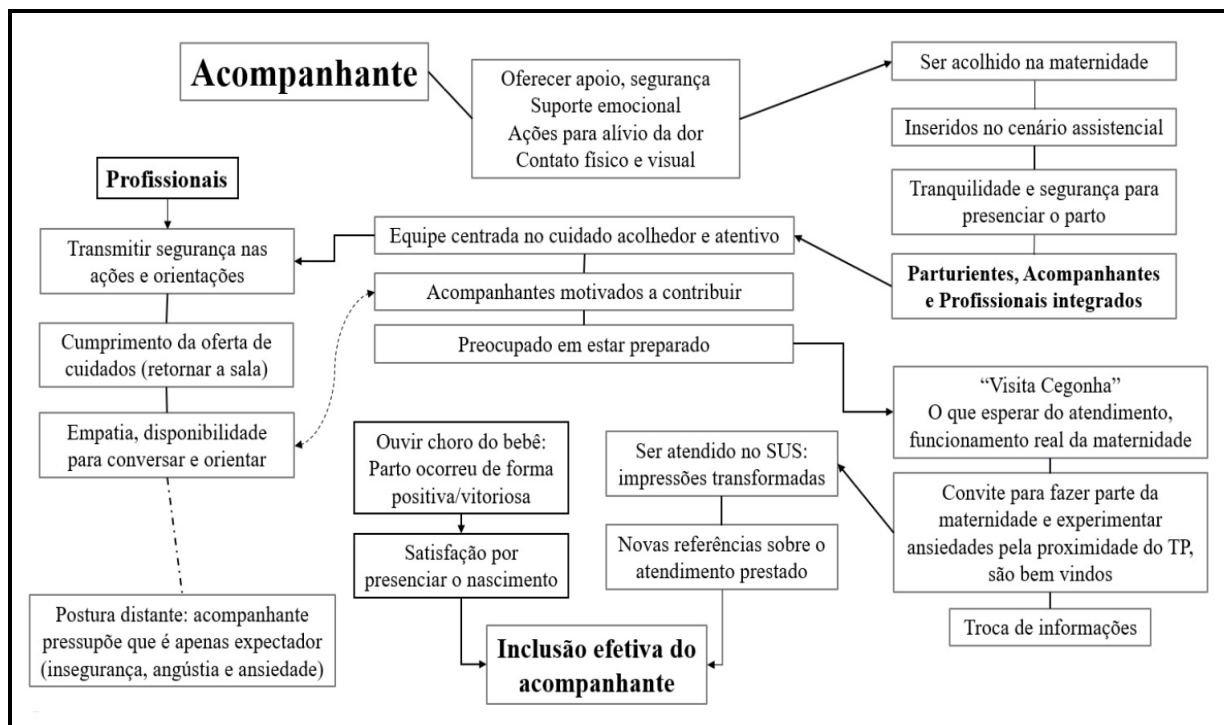 Acompanhante
Oferecer apoio, segurança
Suporte emocional
Ações para alívio da dor
Contato físico e visual
Ser acolhido na maternidade
Inseridos no cenário assistencial
Tranquilidade e segurança para
presenciar o parto
Parturientes, Acompanhantes
e Profissionais integrados
Equipe centrada no cuidado acolhedor e atentivo
Acompanhantes motivados a contribuir
Preocupado em estar preparado
Profissionais
Transmitir segurança nas
ações e orientações
Cumprimento da oferta de
cuidados (retornar a sala)
Empatia, disponibilidade
para conversar e orientar
Postura distante: acompanhante
pressupõe que é apenas expectador
(insegurança, angústia e ansiedade)
“Visita Cegonha”
O que esperar do atendimento,
funcionamento real da maternidade
Convite para fazer parte da
maternidade e experimentar
ansiedades pela proximidade do TP,
são bem vindos
Troca de informações
Ser atendido no SUS:
impressões transformadas
Novas referências sobre o
atendimento prestado
Ouvir choro do bebê:
Parto ocorreu de forma
positiva/vitoriosa
Satisfação por
presenciar o nascimento
Inclusão efetiva do
acompanhante